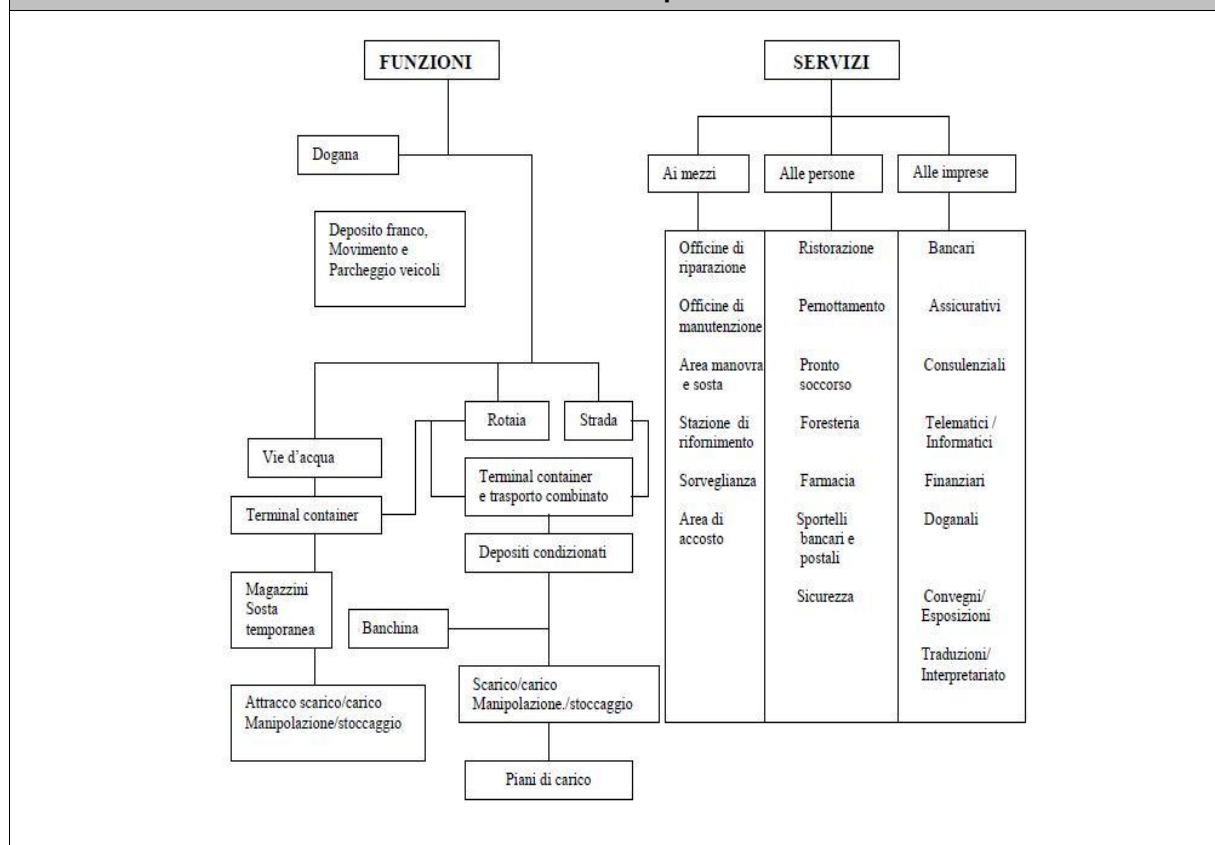 FUNZIONI
Dogana
Deposito franco,
Movimento e
Parcheggio veicoli
Rotaia
Strada
Vie d'acqua
Terminal container
e trasporto combinato
Terminal container
Depositi condizionati
Magazzini
Sosta
temporanea
Banchina
Attracco scarico/carico
Manipolazione/stoccaggio
Scarico/carico
Manipolazione./stoccaggio
Piani di carico
SERVIZI
Ai mezzi
Alle persone
Alle imprese
Officine di
riparazione
Officine di
manutenzione
Area manovra
e sosta
Stazione di
rifornimento
Sorveglianza
Area di
accosto
Ristorazione
Pernottamento
Pronto
soccorso
Foresteria
Farmacia
Sportelli
bancari e
postali
Sicurezza
Bancari
Assicurativi
Consulenziali
Telematici /
Informatici
Finanziari
Doganali
Convegni/
Esposizioni
Traduzioni/
Interpretariato